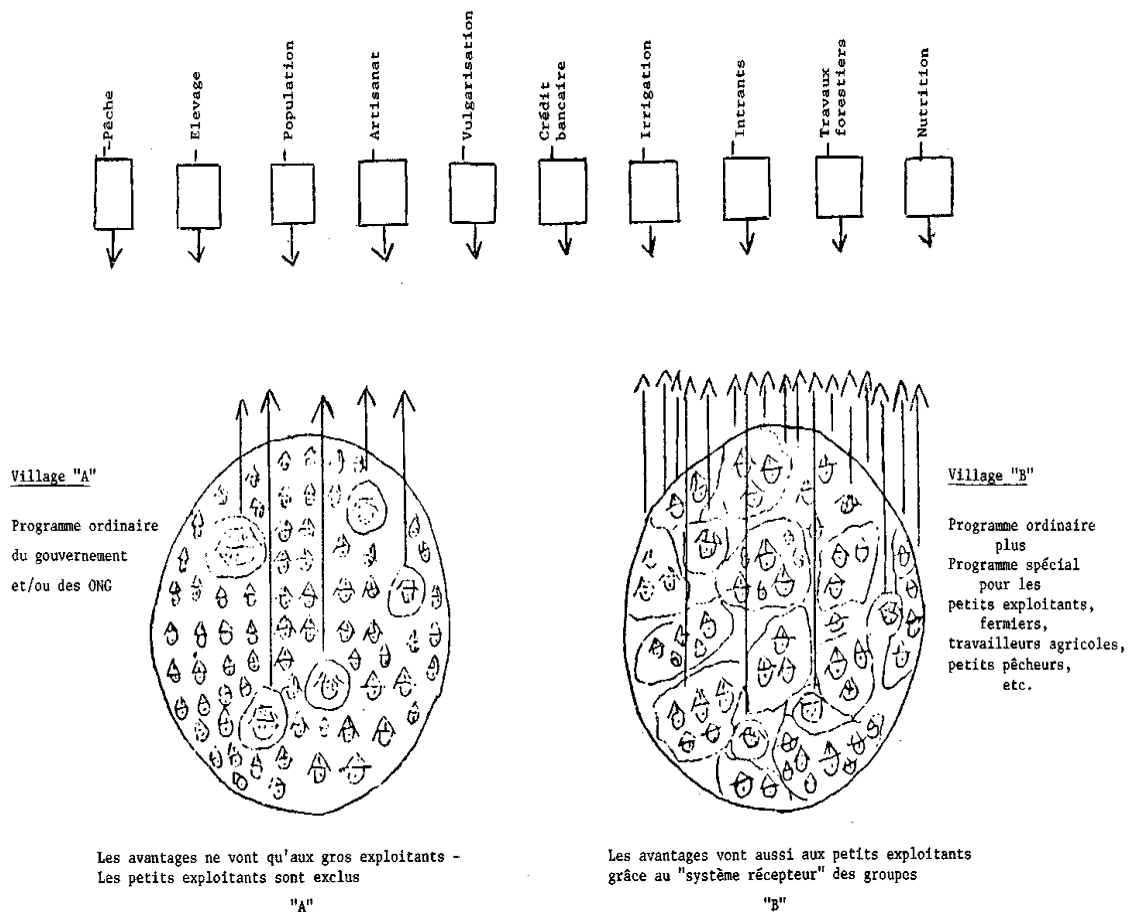 Pêche
Elevage
Population
Artisanat
Vulgarisation
Crédit
bancaire
Irrigation
Intrants
Travaux
forestiers
Nutrition
Village "A"
Programme ordinaire
du gouvernement
et/ou des ONG
Village "B"
Programme ordinaire
plus
Programme spécial
pour les
petits exploitants,
fermiers,
travailleurs agricoles,
petits pêcheurs,
etc.
Les avantages ne vont qu'aux gros exploitants -
Les petits exploitants sont exclus
"A"
Les avantages vont aussi aux petits exploitants
grâce au "système récepteur" des groupes
"B"